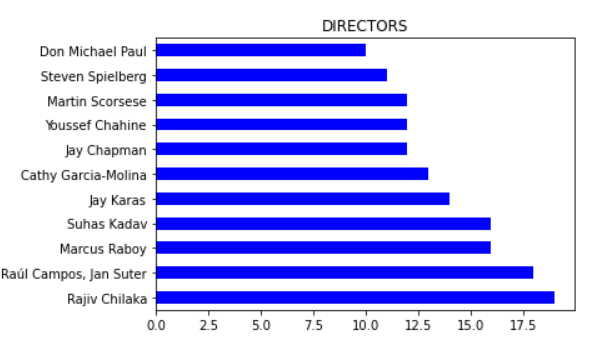 DIRECTORS
Don Michael Paul
Steven Spielberg
Martin Scorsese
Youssef Chahine
Jay Chapman
Cathy Garcia-Molina
Jay Karas
Suhas Kadav
Marcus Raboy
Raúl Campos, Jan Suter
Rajiv Chilaka
0.0 2.5 5.0 7.5 10.0 12.5 15.0 17.5